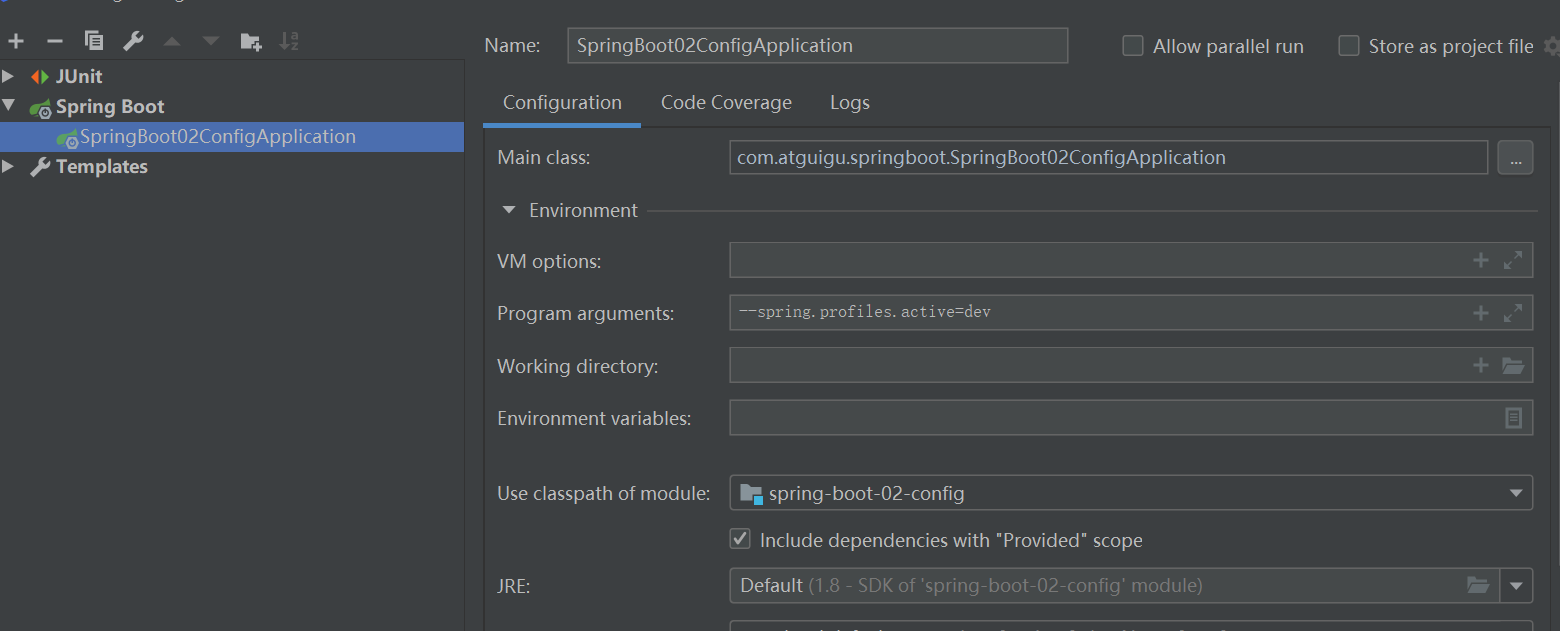 JUnit
Spring Boot
SpringBoot02ConfigApplication
Templates
Name: SpringBoot02ConfigApplication Allow parallel run Store as project file
Configuration Code Coverage Logs
Main class: com.atguigu.springboot.SpringBoot02ConfigApplication ...
Environment
VM options:
Program arguments: --spring.profiles.active=dev
Working directory:
Environment variables:
Use classpath of module: spring-boot-02-config
Include dependencies with "Provided" scope
JRE: Default (1.8 - SDK of 'spring-boot-02-config' module)